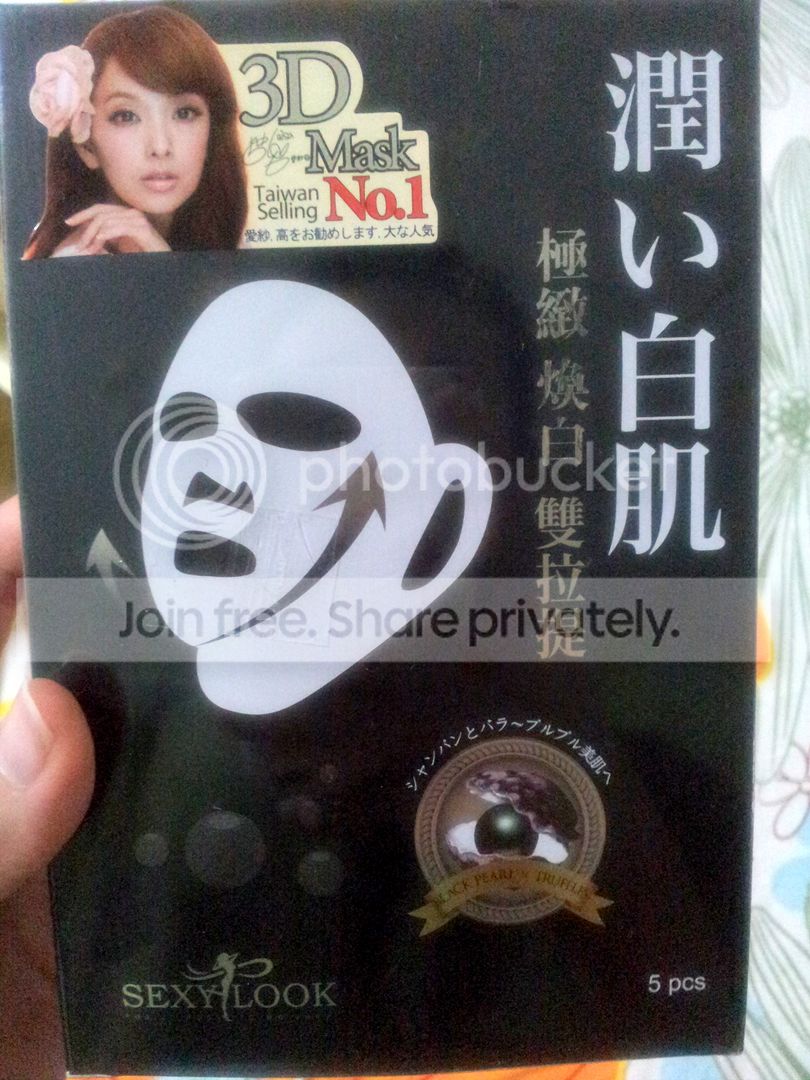 3D
Mask
Taiwan
Selling
No.1
愛紗.高をお勧めします.大な人気
潤い白肌
極緻 煥白 雙拉提
photobucket
Join free. Share privately.
シャンパンとバラ～プルプル美肌へ
BLACK PEARL & TRUFFLES
SEXYLOOK
5 pcs